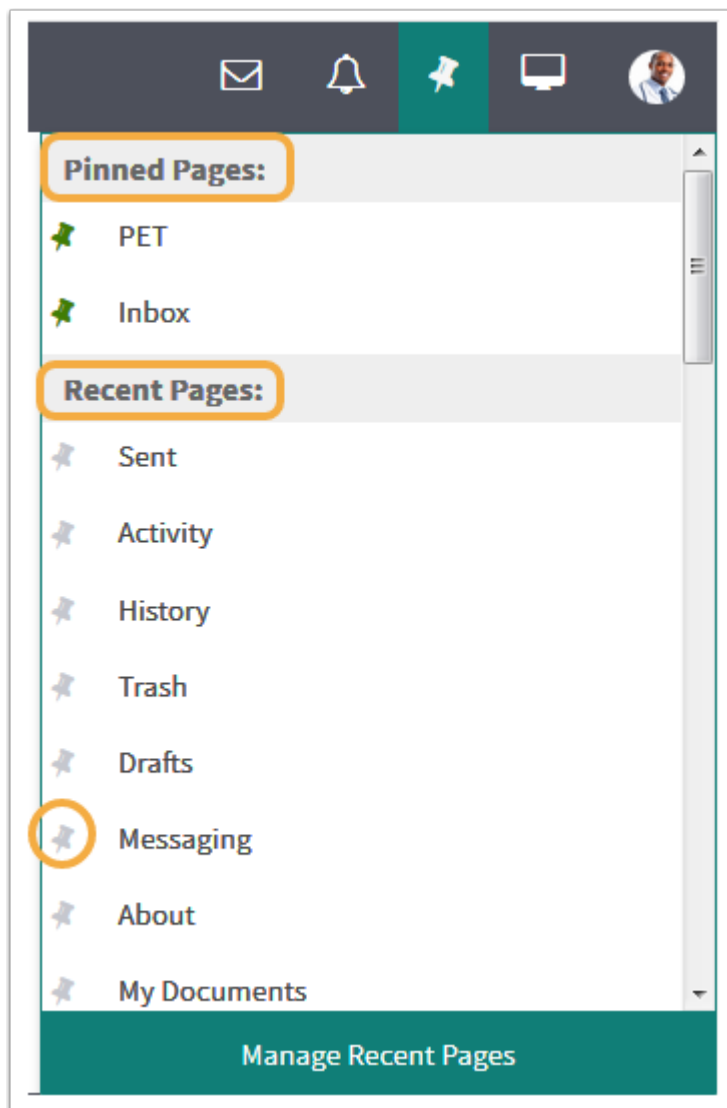 Pinned Pages:
PET
Inbox
Recent Pages:
Sent
Activity
History
Trash
Drafts
Messaging
About
My Documents
Manage Recent Pages